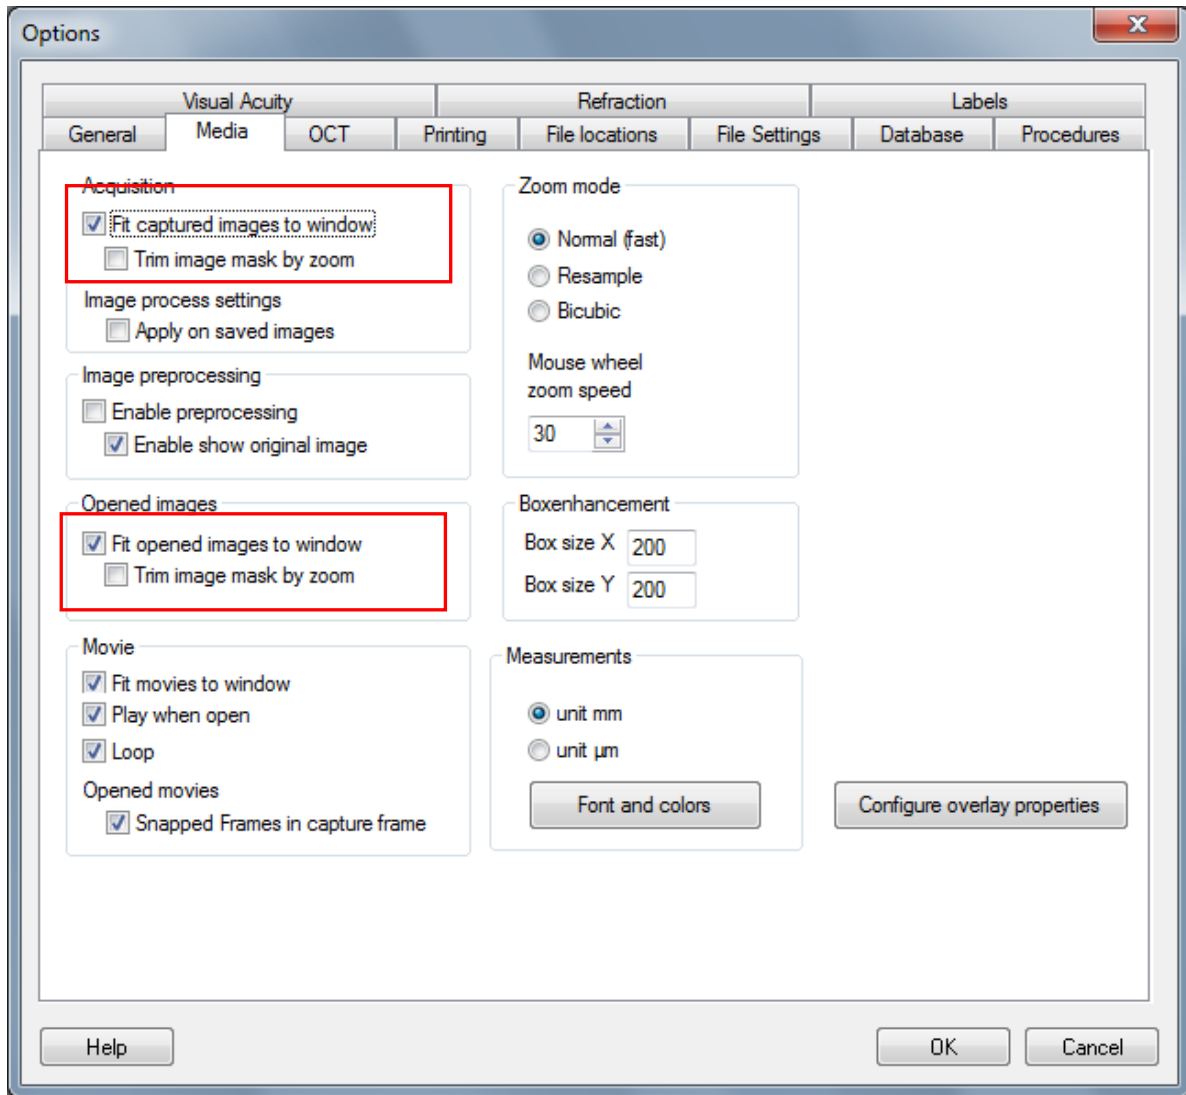 Options
Visual Acuity
Refraction
Labels
General
Media
OCT
Printing
File locations
File Settings
Database
Procedures
Acquisition
Fit captured images to window
Trim image mask by zoom
Image process settings
Apply on saved images
Image preprocessing
Enable preprocessing
Enable show original image
Opened images
Fit opened images to window
Trim image mask by zoom
Movie
Fit movies to window
Play when open
Loop
Opened movies
Snapped Frames in capture frame
Zoom mode
Normal (fast)
Resample
Bicubic
Mouse wheel
zoom speed
30
Boxenhancement
Box size X 200
Box size Y 200
Measurements
unit mm
unit µm
Font and colors
Configure overlay properties
Help
OK
Cancel